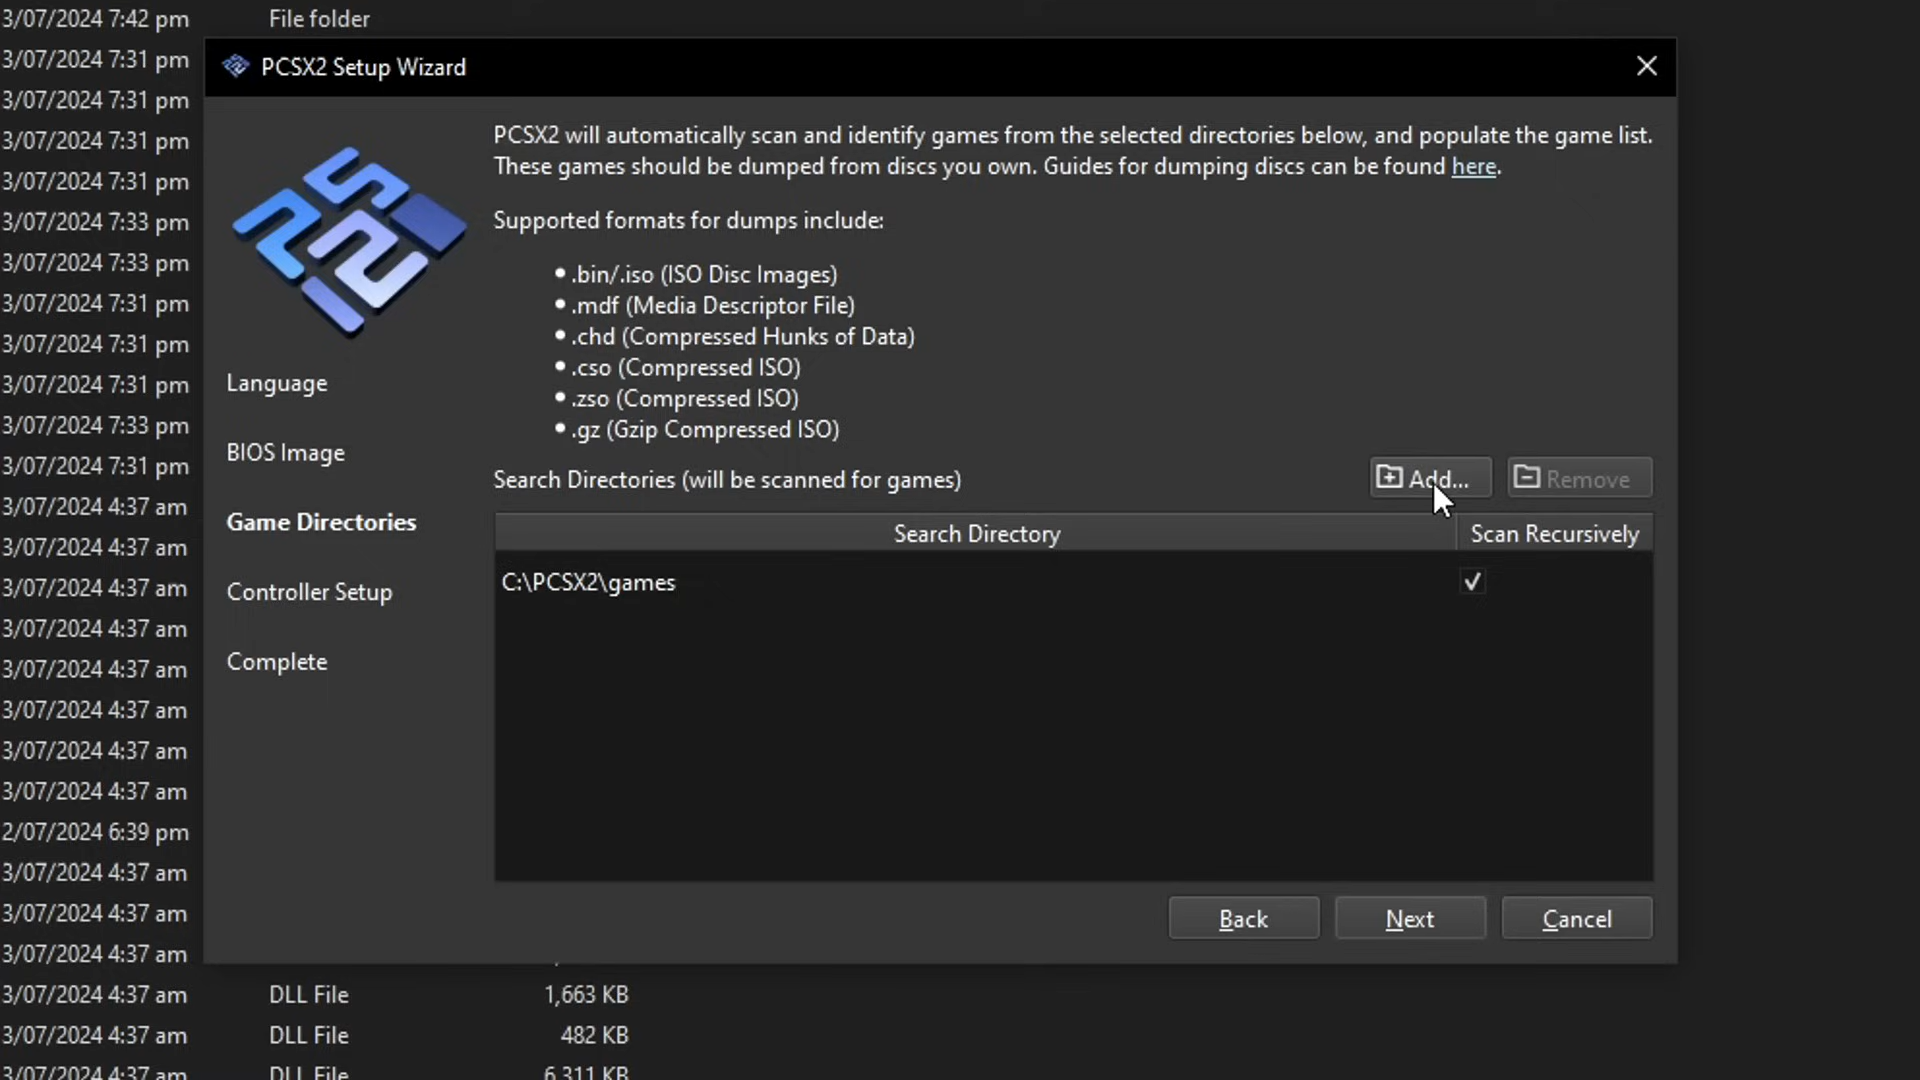 3/07/2024 7:42 pm File folder
3/07/2024 7:31 pm
3/07/2024 7:31 pm
3/07/2024 7:31 pm
3/07/2024 7:31 pm
3/07/2024 7:33 pm
3/07/2024 7:33 pm
3/07/2024 7:31 pm
3/07/2024 7:31 pm
3/07/2024 7:31 pm
3/07/2024 7:33 pm
3/07/2024 7:31 pm
3/07/2024 4:37 am
3/07/2024 4:37 am
3/07/2024 4:37 am
3/07/2024 4:37 am
3/07/2024 4:37 am
3/07/2024 4:37 am
3/07/2024 4:37 am
3/07/2024 4:37 am
2/07/2024 6:39 pm
3/07/2024 4:37 am
3/07/2024 4:37 am
3/07/2024 4:37 am
3/07/2024 4:37 am DLL File 1,663 KB
3/07/2024 4:37 am DLL File 482 KB
3/07/2024 4:37 am DLL File 6,311 KB
PCSX2 Setup Wizard
Language
BIOS Image
Game Directories
Controller Setup
Complete
PCSX2 will automatically scan and identify games from the selected directories below, and populate the game list.
These games should be dumped from discs you own. Guides for dumping discs can be found here.
Supported formats for dumps include:
• .bin/.iso (ISO Disc Images)
• .mdf (Media Descriptor File)
• .chd (Compressed Hunks of Data)
• .cso (Compressed ISO)
• .zso (Compressed ISO)
• .gz (Gzip Compressed ISO)
Search Directories (will be scanned for games) Add... Remove
Search Directory Scan Recursively
C:\PCSX2\games
Back Next Cancel